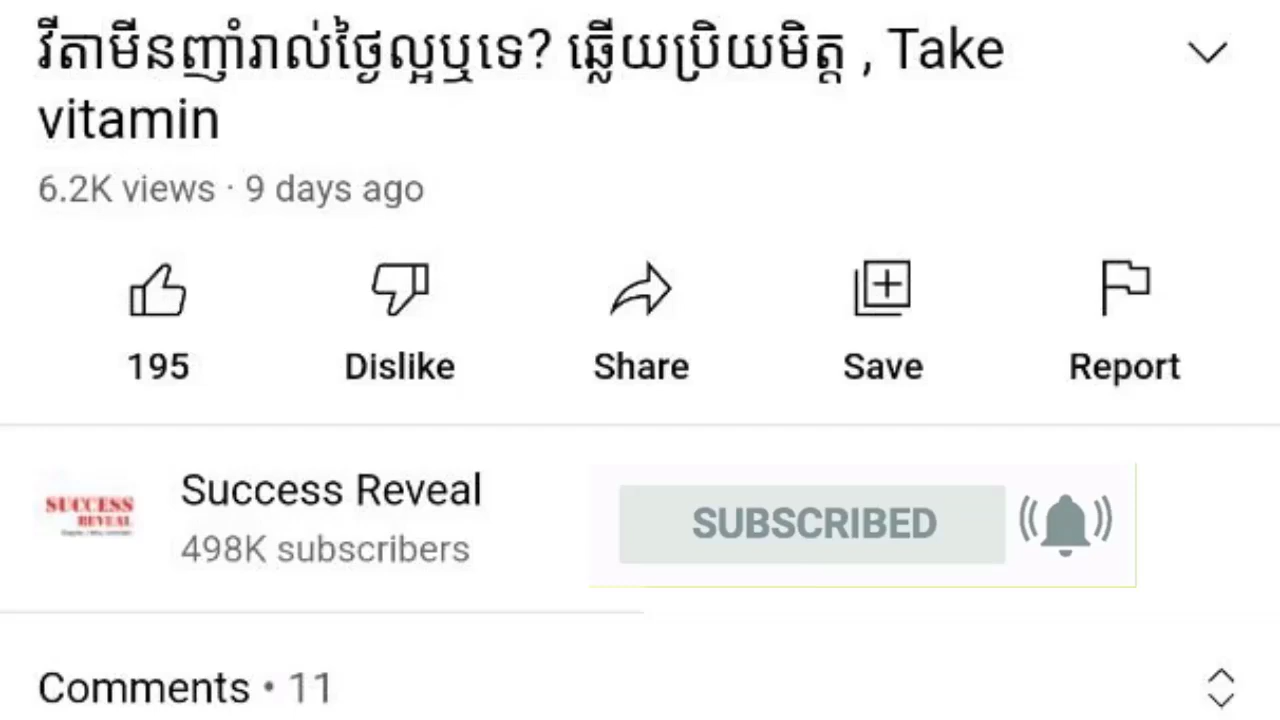 វីតាមីនញ៉ាំរាល់ថ្ងៃល្អឬទេ? ឆ្លើយប្រិយមិត្ត , Take
vitamin
6.2K views · 9 days ago
195 Dislike Share Save Report
SUCCESS
REVEAL
Success Reveal
498K subscribers
SUBSCRIBED
Comments • 11